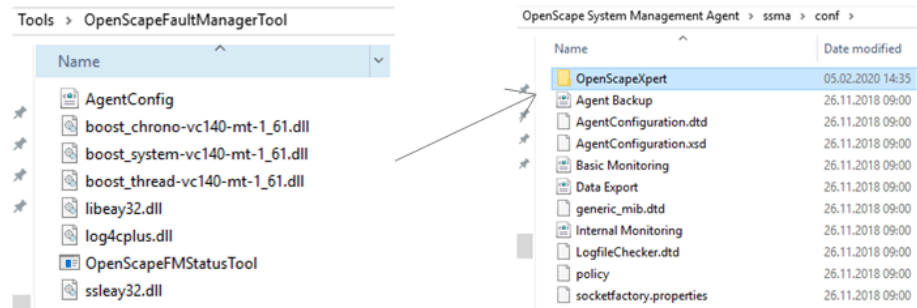 Tools > OpenScapeFaultManagerTool
Name
AgentConfig
boost_chrono-vc140-mt-1_61.dll
boost_system-vc140-mt-1_61.dll
boost_thread-vc140-mt-1_61.dll
libeay32.dll
log4cplus.dll
OpenScapeFMStatusTool
ssleay32.dll
OpenScape System Management Agent > ssma > conf >
Name Date modified
OpenScapeXpert 05.02.2020 14:35
Agent Backup 26.11.2018 09:00
AgentConfiguration.dtd 26.11.2018 09:00
AgentConfiguration.xsd 26.11.2018 09:00
Basic Monitoring 26.11.2018 09:00
Data Export 26.11.2018 09:00
generic_mib.dtd 26.11.2018 09:00
Internal Monitoring 26.11.2018 09:00
LogfileChecker.dtd 26.11.2018 09:00
policy 26.11.2018 09:00
socketfactory.properties 26.11.2018 09:00